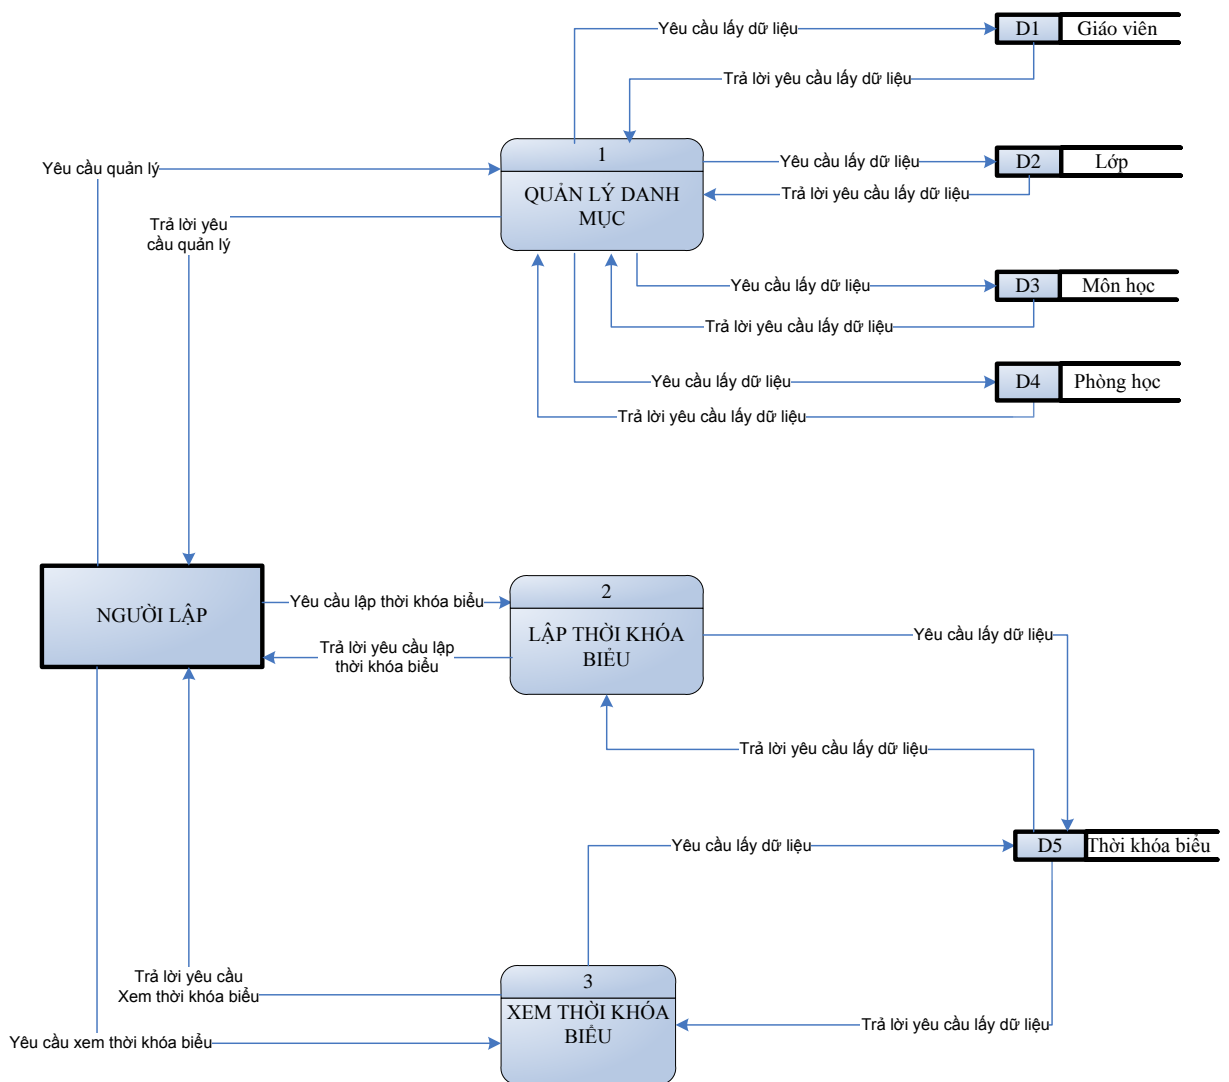 Yêu cầu lấy dữ liệu
D1
Giáo viên
Trả lời yêu cầu lấy dữ liệu
1
QUẢN LÝ DANH
MỤC
Yêu cầu quản lý
Yêu cầu lấy dữ liệu
D2
Lớp
Trả lời yêu cầu lấy dữ liệu
Trả lời yêu
cầu quản lý
Yêu cầu lấy dữ liệu
D3
Môn học
Trả lời yêu cầu lấy dữ liệu
Yêu cầu lấy dữ liệu
D4
Phòng học
Trả lời yêu cầu lấy dữ liệu
NGƯỜI LẬP
Yêu cầu lập thời khóa biểu
2
LẬP THỜI KHÓA
BIỂU
Yêu cầu lấy dữ liệu
Trả lời yêu cầu lập
thời khóa biểu
Trả lời yêu cầu lấy dữ liệu
Yêu cầu lấy dữ liệu
D5
Thời khóa biểu
3
XEM THỜI KHÓA
BIỂU
Trả lời yêu cầu
Xem thời khóa biểu
Trả lời yêu cầu lấy dữ liệu
Yêu cầu xem thời khóa biểu